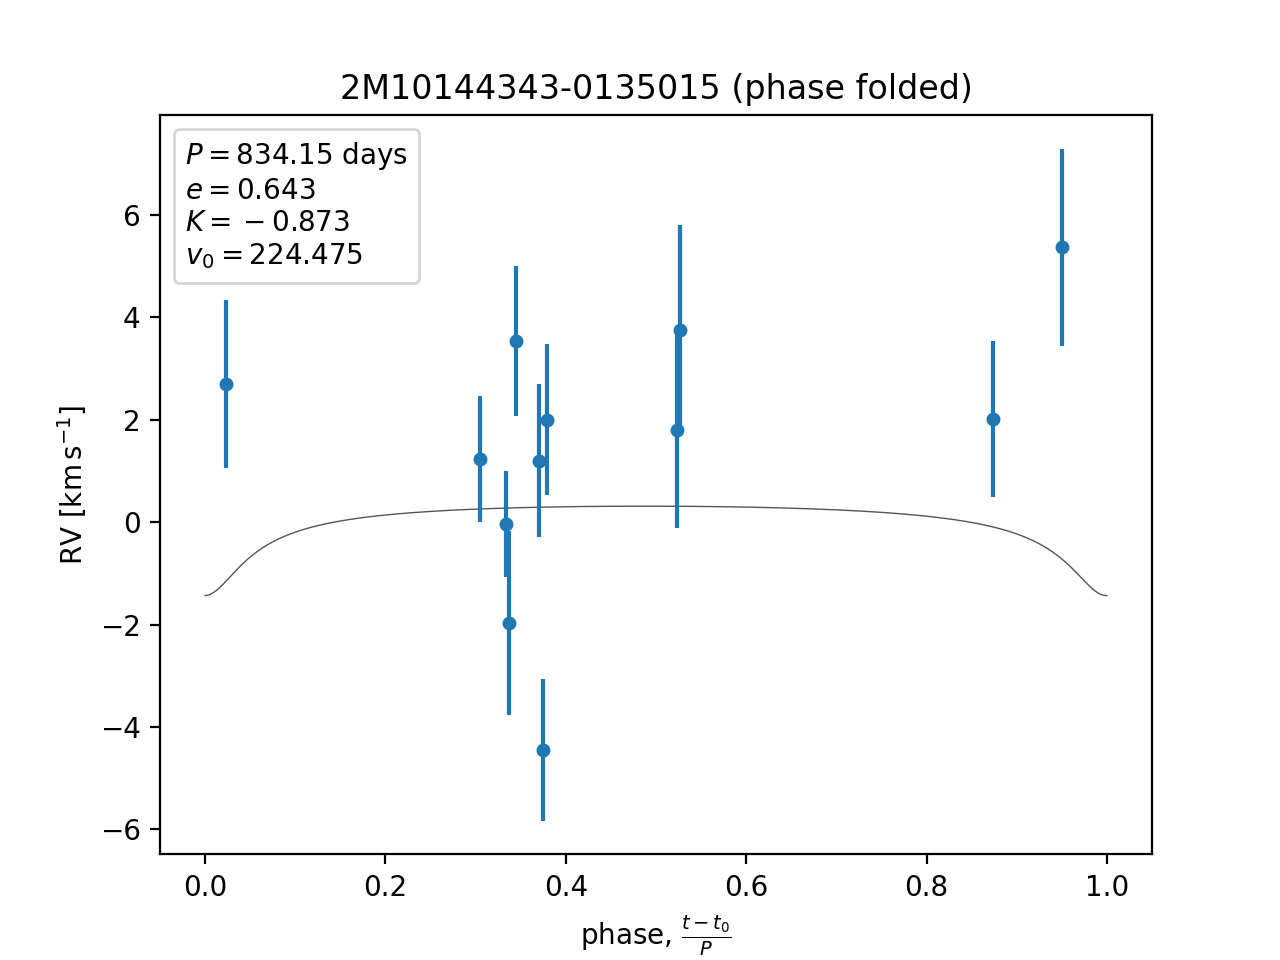 2M10144343-0135015 (phase folded)
P = 834.15 days
e = 0.643
K = −0.873
v₀ = 224.475
6
4
2
0
−2
−4
−6
RV [km s⁻¹]
0.0 0.2 0.4 0.6 0.8 1.0
phase, (t − t₀)/P